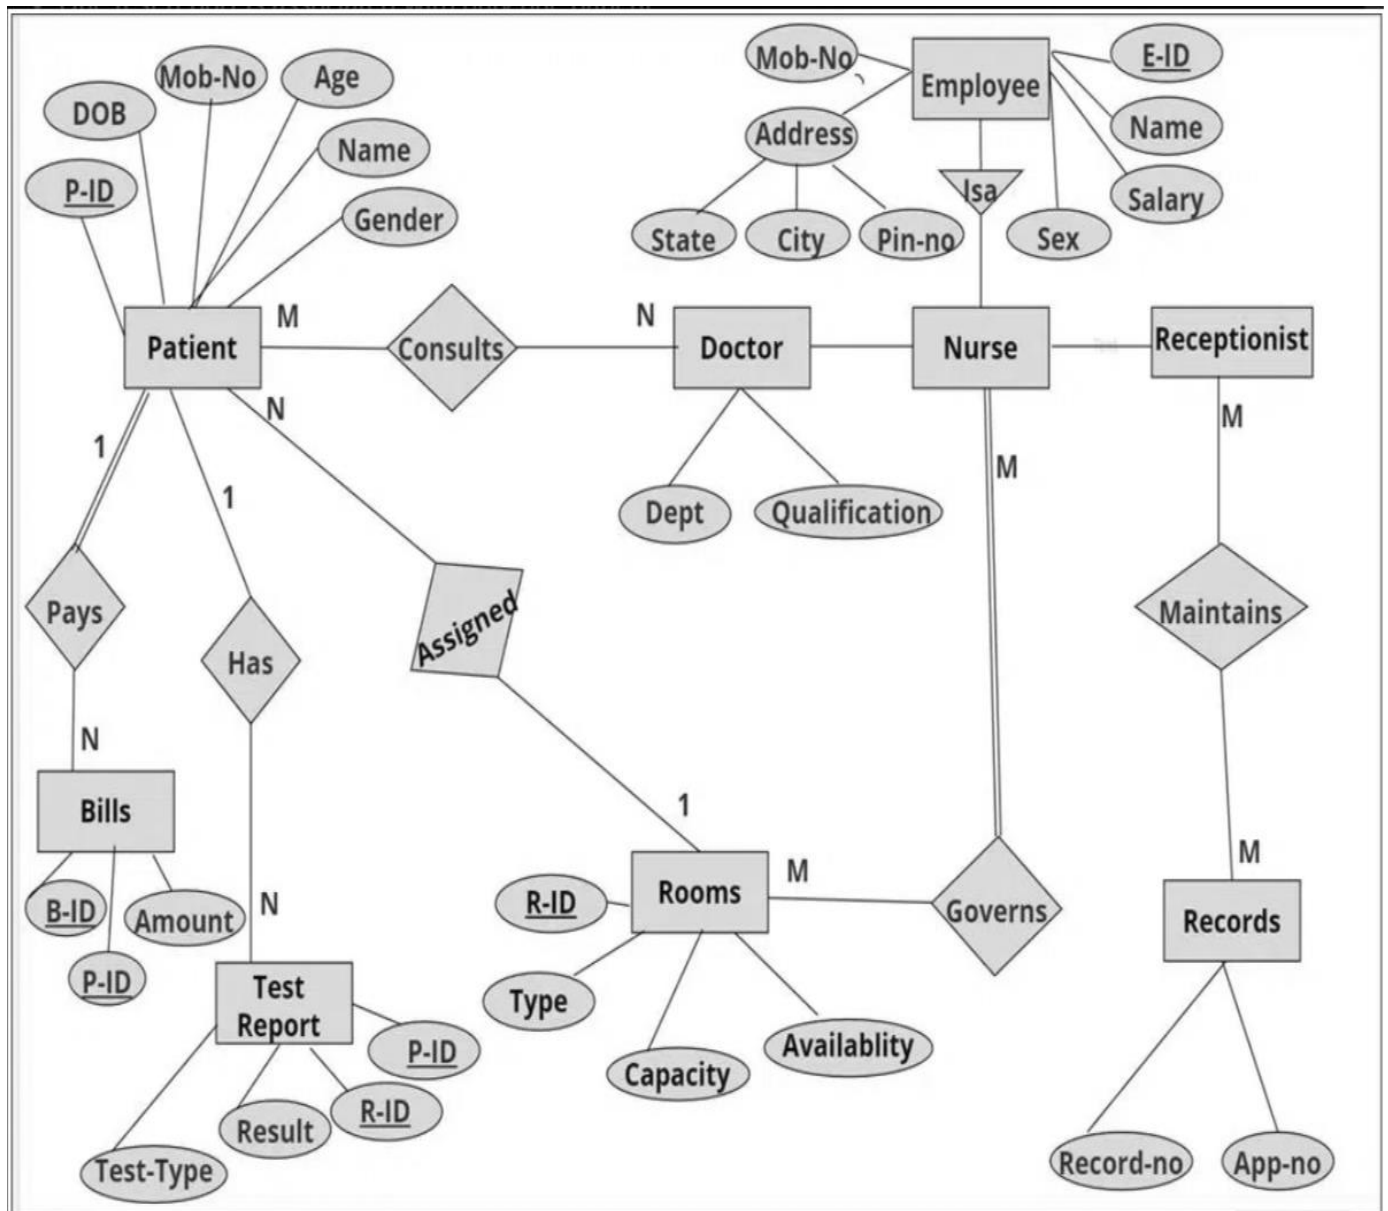 Mob-No
Age
DOB
Name
P-ID
Gender
Mob-No
Employee
E-ID
Address
Name
Isa
Salary
State
City
Pin-no
Sex
Patient
M
Consults
N
Doctor
Nurse
Receptionist
1
1
N
M
M
Dept
Qualification
Pays
Has
Assigned
Maintains
N
Bills
1
M
M
B-ID
Amount
P-ID
N
R-ID
Rooms
Governs
Records
Test
Report
Type
P-ID
Capacity
Availablity
R-ID
Result
Test-Type
Record-no
App-no